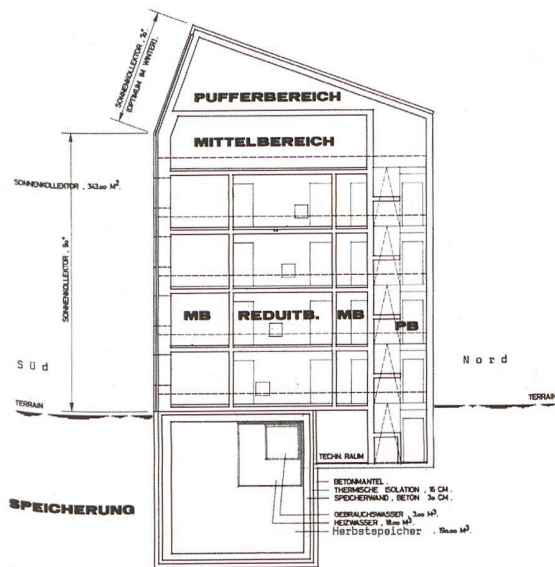 SONNENKOLLEKTOR, 70°
(OPTIMUM IM WINTER).
PUFFERBEREICH
MITTELBEREICH
SONNENKOLLEKTOR, 343.00 M².
SONNENKOLLEKTOR, 90°
MB
REDUITB.
MB
PB
Süd
Nord
TERRAIN
TERRAIN
TECHN. RAUM
SPEICHERUNG
BETONMANTEL.
THERMISCHE ISOLATION, 16 CM.
SPEICHERWAND, BETON 30 CM.
GEBRAUCHSWASSER 3.00 M³.
HEIZWASSER, 18.00 M³.
Herbstspeicher, 190.00 M³.